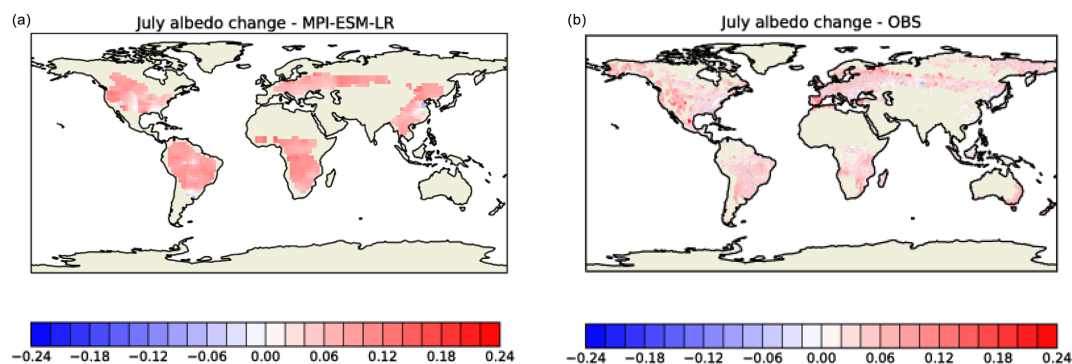 (a)
July albedo change - MPI-ESM-LR
−0.24 −0.18 −0.12 −0.06 0.00 0.06 0.12 0.18 0.24
(b)
July albedo change - OBS
−0.24 −0.18 −0.12 −0.06 0.00 0.06 0.12 0.18 0.24